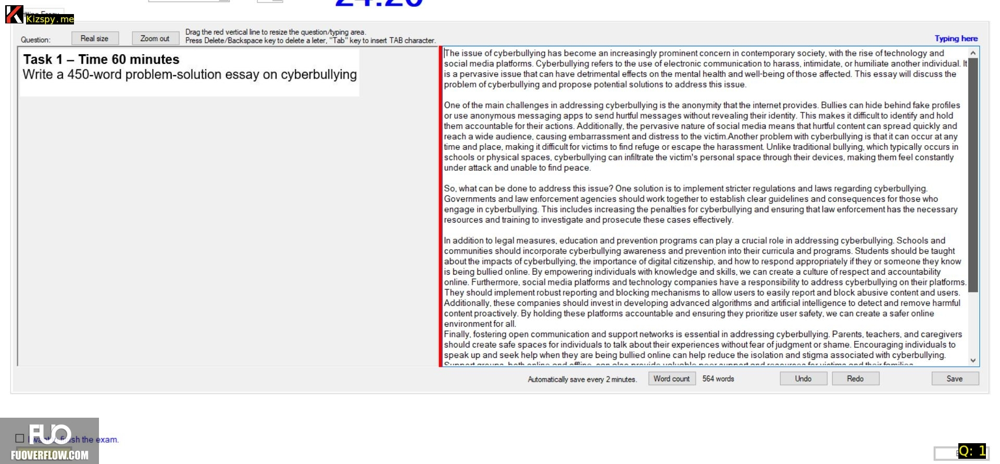 24:20
Kizspy.me
Question:
Real size
Zoom out
Drag the red vertical line to resize the question/typing area.
Press Delete/Backspace key to delete a leter, "Tab" key to insert TAB character.
Typing here
Task 1 – Time 60 minutes
Write a 450-word problem-solution essay on cyberbullying
The issue of cyberbullying has become an increasingly prominent concern in contemporary society, with the rise of technology and
social media platforms. Cyberbullying refers to the use of electronic communication to harass, intimidate, or humiliate another individual. It
is a pervasive issue that can have detrimental effects on the mental health and well-being of those affected. This essay will discuss the
problem of cyberbullying and propose potential solutions to address this issue.
One of the main challenges in addressing cyberbullying is the anonymity that the internet provides. Bullies can hide behind fake profiles
or use anonymous messaging apps to send hurtful messages without revealing their identity. This makes it difficult to identify and hold
them accountable for their actions. Additionally, the pervasive nature of social media means that hurtful content can spread quickly and
reach a wide audience, causing embarrassment and distress to the victim.Another problem with cyberbullying is that it can occur at any
time and place, making it difficult for victims to find refuge or escape the harassment. Unlike traditional bullying, which typically occurs in
schools or physical spaces, cyberbullying can infiltrate the victim's personal space through their devices, making them feel constantly
under attack and unable to find peace.
So, what can be done to address this issue? One solution is to implement stricter regulations and laws regarding cyberbullying.
Governments and law enforcement agencies should work together to establish clear guidelines and consequences for those who
engage in cyberbullying. This includes increasing the penalties for cyberbullying and ensuring that law enforcement has the necessary
resources and training to investigate and prosecute these cases effectively.
In addition to legal measures, education and prevention programs can play a crucial role in addressing cyberbullying. Schools and
communities should incorporate cyberbullying awareness and prevention into their curricula and programs. Students should be taught
about the impacts of cyberbullying, the importance of digital citizenship, and how to respond appropriately if they or someone they know
is being bullied online. By empowering individuals with knowledge and skills, we can create a culture of respect and accountability
online. Furthermore, social media platforms and technology companies have a responsibility to address cyberbullying on their platforms.
They should implement robust reporting and blocking mechanisms to allow users to easily report and block abusive content and users.
Additionally, these companies should invest in developing advanced algorithms and artificial intelligence to detect and remove harmful
content proactively. By holding these platforms accountable and ensuring they prioritize user safety, we can create a safer online
environment for all.
Finally, fostering open communication and support networks is essential in addressing cyberbullying. Parents, teachers, and caregivers
should create safe spaces for individuals to talk about their experiences without fear of judgment or shame. Encouraging individuals to
speak up and seek help when they are being bullied online can help reduce the isolation and stigma associated with cyberbullying.
Support groups, both online and offline, can also provide valuable peer support and resources for victims and their families.
Automatically save every 2 minutes.
Word count
564 words
Undo
Redo
Save
FUO
I want finish the exam.
FUOVERFLOW.COM
Q: 1